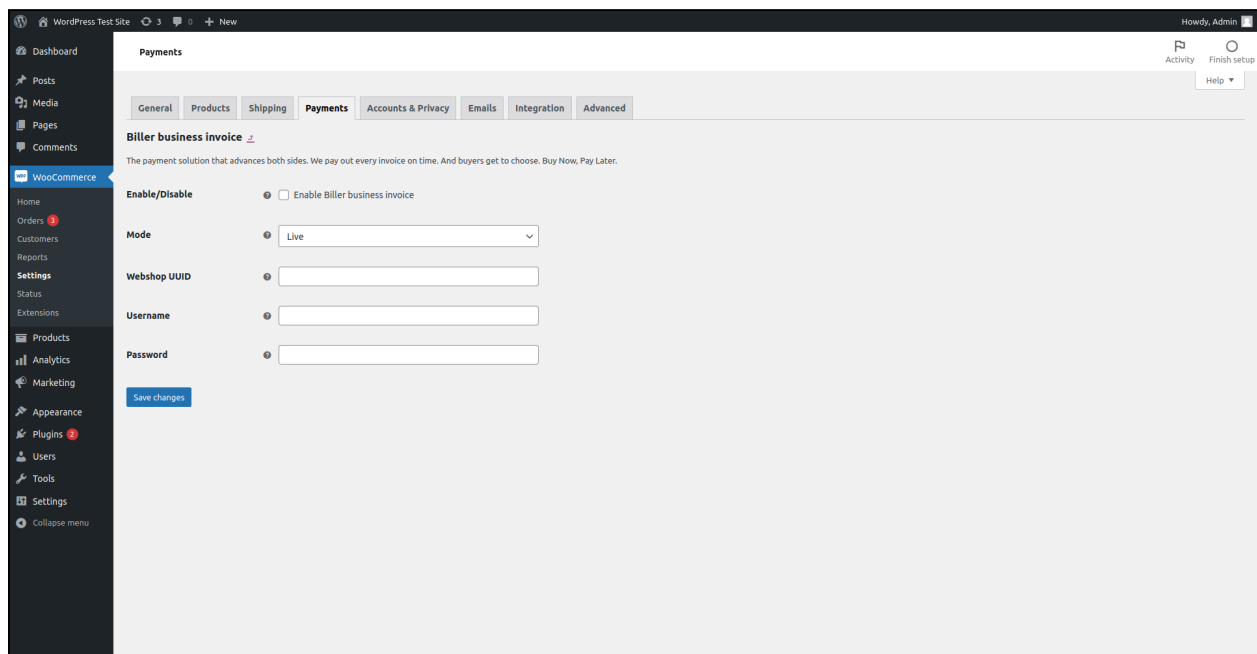 WordPress Test Site 3 0 New Howdy, Admin
Dashboard
Posts
Media
Pages
Comments
WooCommerce
Home
Orders 3
Customers
Reports
Settings
Status
Extensions
Products
Analytics
Marketing
Appearance
Plugins 2
Users
Tools
Settings
Collapse menu
Payments
Activity Finish setup
Help
General Products Shipping Payments Accounts & Privacy Emails Integration Advanced
Biller business invoice
The payment solution that advances both sides. We pay out every invoice on time. And buyers get to choose. Buy Now, Pay Later.
Enable/Disable Enable Biller business invoice
Mode Live
Webshop UUID
Username
Password
Save changes